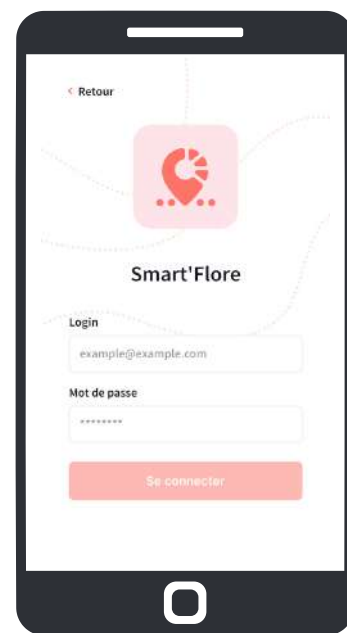 < Retour
Smart'Flore
Login
example@example.com
Mot de passe
********
Se connecter